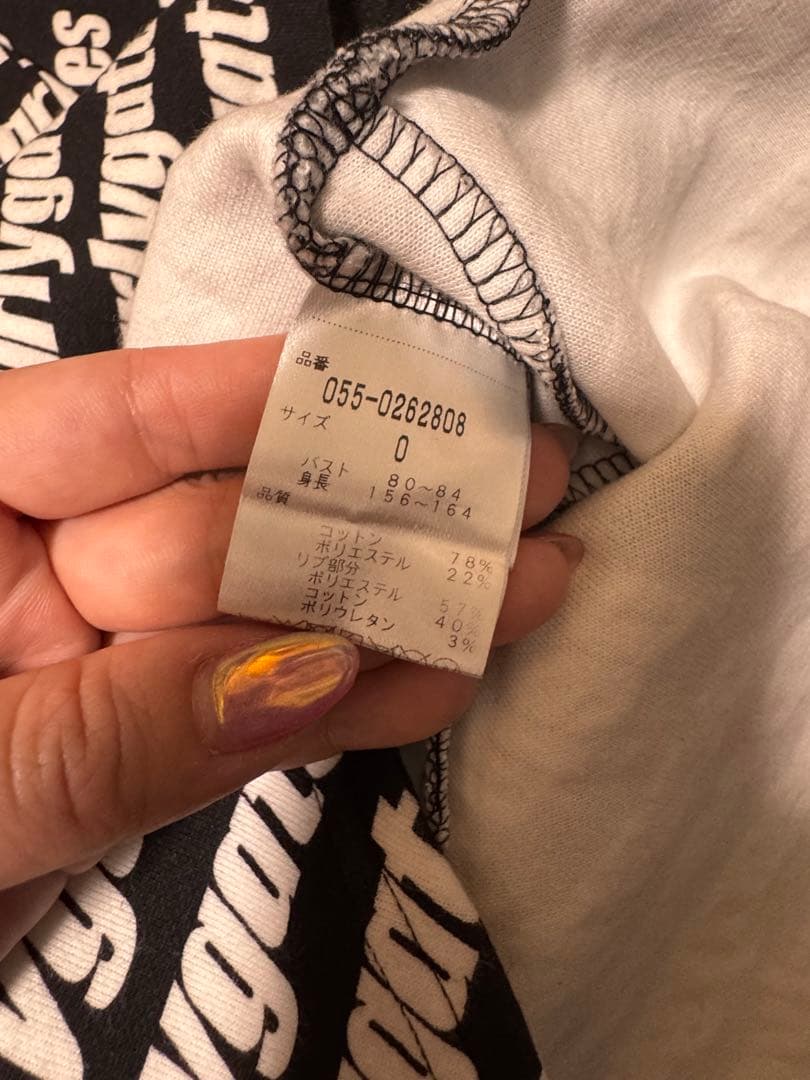 品番
055-0262808
サイズ
0
バスト 80~84
身長 156~164
品質
コットン 78%
ポリエステル 22%
リブ部分
ポリエステル 57%
コットン 40%
ポリウレタン 3%